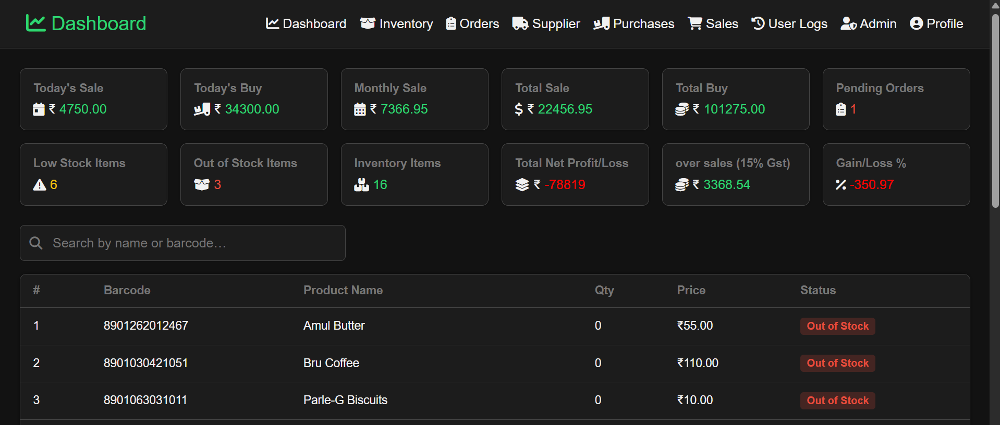 Dashboard Dashboard Inventory Orders Supplier Purchases Sales User Logs Admin Profile
Today's Sale Today's Buy Monthly Sale Total Sale Total Buy Pending Orders
₹ 4750.00 ₹ 34300.00 ₹ 7366.95 $ ₹ 22456.95 ₹ 101275.00 1
Low Stock Items Out of Stock Items Inventory Items Total Net Profit/Loss over sales (15% Gst) Gain/Loss %
6 3 16 ₹ -78819 ₹ 3368.54 % -350.97
Search by name or barcode…
# Barcode Product Name Qty Price Status
1 8901262012467 Amul Butter 0 ₹55.00 Out of Stock
2 8901030421051 Bru Coffee 0 ₹110.00 Out of Stock
3 8901063031011 Parle-G Biscuits 0 ₹10.00 Out of Stock